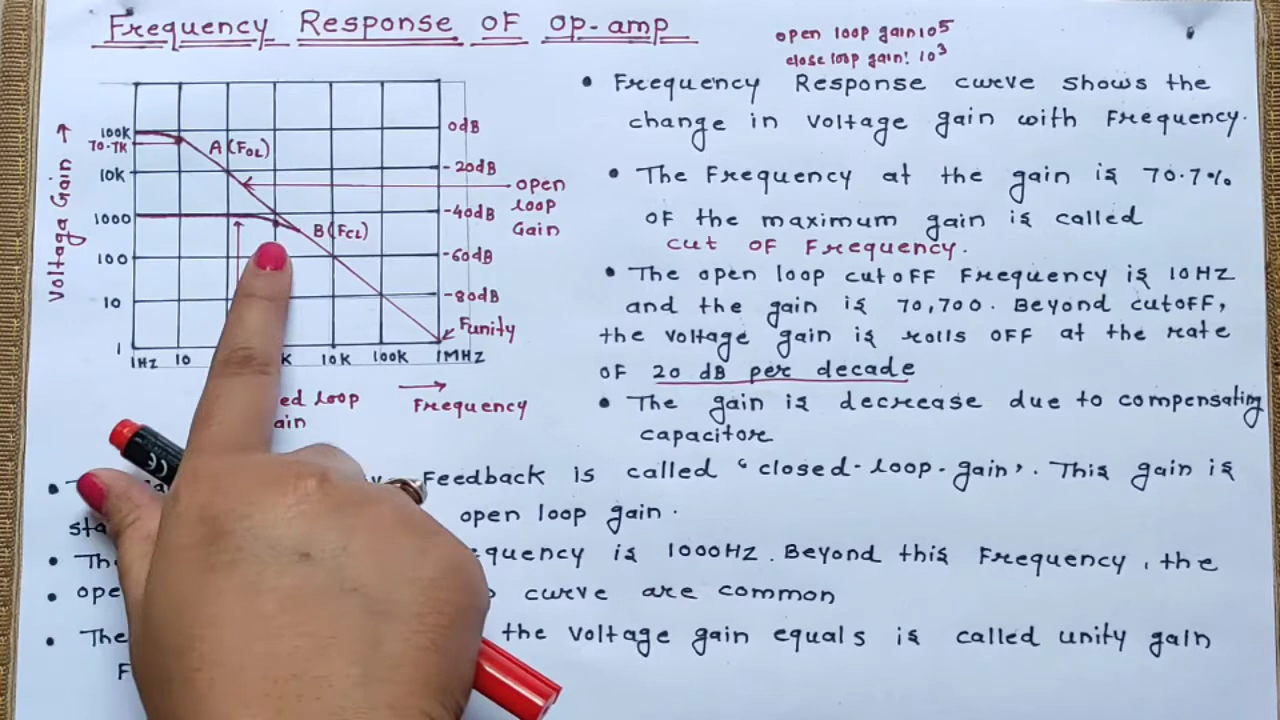 Frequency Response OF Op-amp
open loop gain 10⁵
close loop gain: 10³
Voltaga Gain →
100K
70.7K
10K
1000
100
10
1
1HZ 10 K 10K 100K 1MHZ
0dB
-20dB
-40dB
-60dB
-80dB
A(FOL)
B(FCL)
open
loop
Gain
Funity
ed loop
ain
Frequency
• Frequency Response curve shows the
change in voltage gain with Frequency.
• The Frequency at the gain is 70.7%
of the maximum gain is called
cut OF Frequency.
• The open loop cutoff Frequency is 10HZ
and the gain is 70,700. Beyond cutoff,
the voltage gain is rolls OFF at the rate
OF 20 dB per decade
• The gain is decrease due to compensating
capacitor
Feedback is called "closed-loop-gain". This gain is
sta open loop gain.
• Th quency is 1000HZ. Beyond this Frequency, the
• ope curve are common
• The the voltage gain equals is called unity gain
F